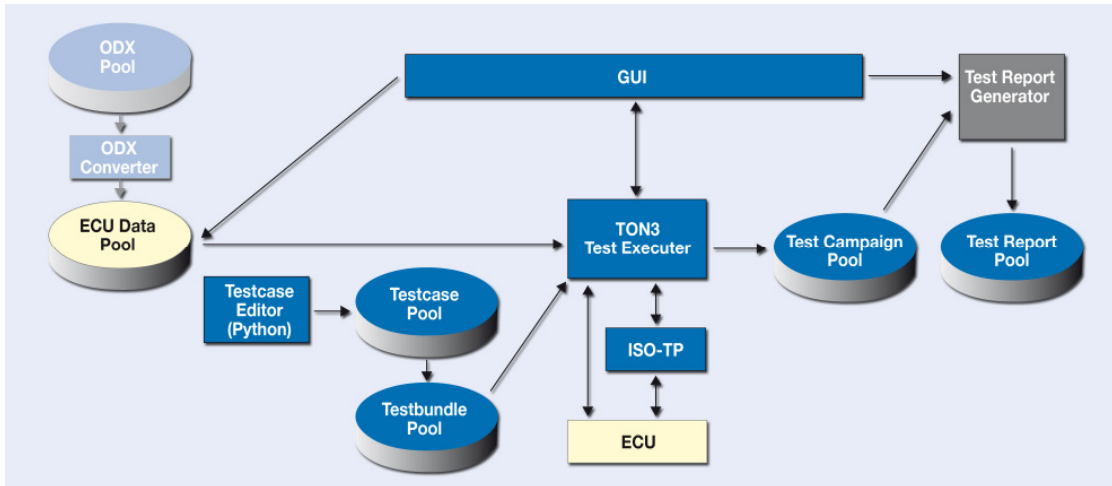 ODX
Pool
GUI
Test Report
Generator
ODX
Converter
ECU Data
Pool
TON3
Test Executer
Test Campaign
Pool
Test Report
Pool
Testcase
Editor
(Python)
Testcase
Pool
ISO-TP
Testbundle
Pool
ECU